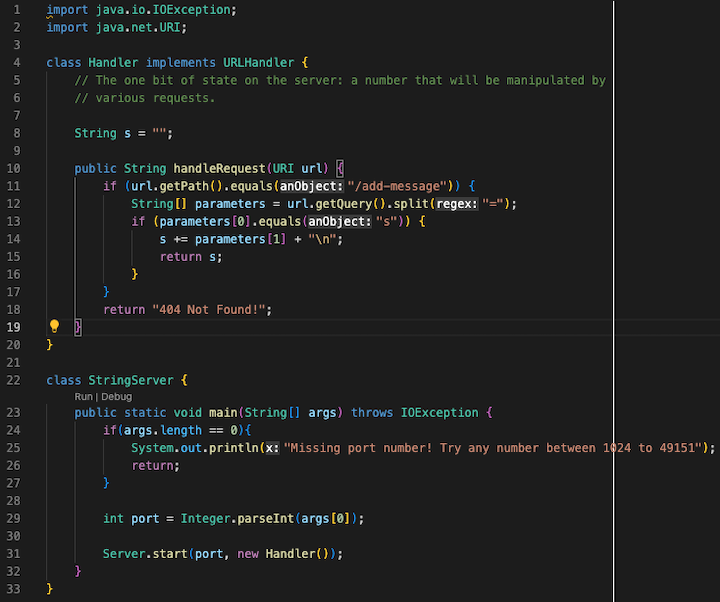 1 import java.io.IOException;
2 import java.net.URI;
3
4 class Handler implements URLHandler {
5 // The one bit of state on the server: a number that will be manipulated by
6 // various requests.
7
8 String s = "";
9
10 public String handleRequest(URI url) {
11 if (url.getPath().equals(anObject: "/add-message")) {
12 String[] parameters = url.getQuery().split(regex: "=");
13 if (parameters[0].equals(anObject: "s")) {
14 s += parameters[1] + "\n";
15 return s;
16 }
17 }
18 return "404 Not Found!";
19 }
20 }
21
22 class StringServer {
Run | Debug
23 public static void main(String[] args) throws IOException {
24 if(args.length == 0){
25 System.out.println(x: "Missing port number! Try any number between 1024 to 49151");
26 return;
27 }
28
29 int port = Integer.parseInt(args[0]);
30
31 Server.start(port, new Handler());
32 }
33 }